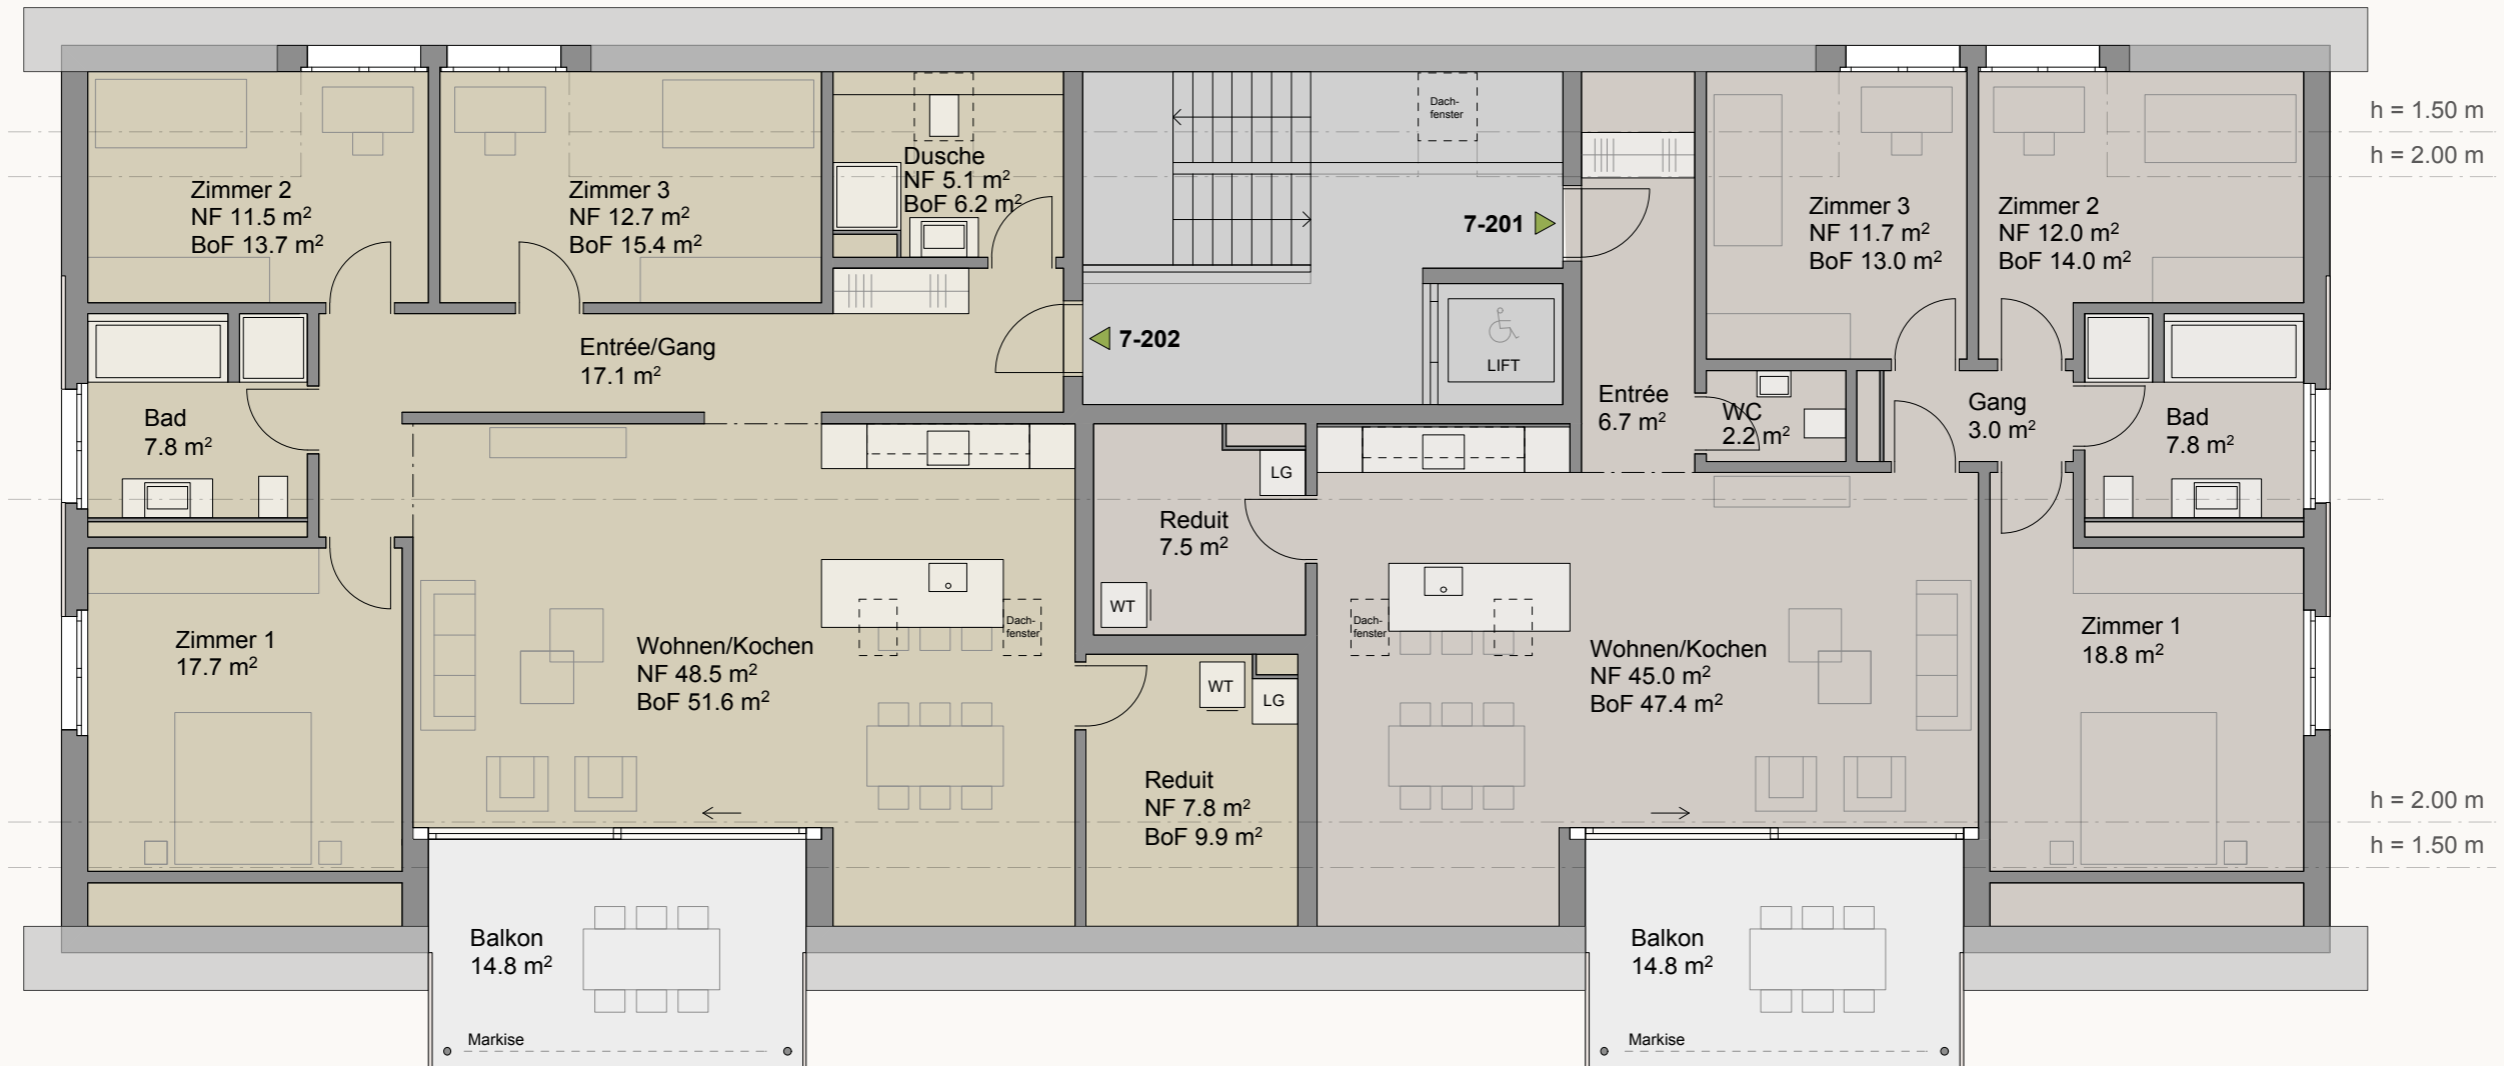 h = 1.50 m
h = 2.00 m
Zimmer 2
NF 11.5 m²
BoF 13.7 m²
Zimmer 3
NF 12.7 m²
BoF 15.4 m²
Dusche
NF 5.1 m²
BoF 6.2 m²
Dach-
fenster
7-201
7-202
LIFT
Zimmer 3
NF 11.7 m²
BoF 13.0 m²
Zimmer 2
NF 12.0 m²
BoF 14.0 m²
Entrée/Gang
17.1 m²
Bad
7.8 m²
Entrée
6.7 m²
WC
2.2 m²
Gang
3.0 m²
Bad
7.8 m²
LG
Reduit
7.5 m²
WT
Zimmer 1
17.7 m²
Wohnen/Kochen
NF 48.5 m²
BoF 51.6 m²
Dach-
fenster
Dach-
fenster
Wohnen/Kochen
NF 45.0 m²
BoF 47.4 m²
Zimmer 1
18.8 m²
WT
LG
Reduit
NF 7.8 m²
BoF 9.9 m²
h = 2.00 m
h = 1.50 m
Balkon
14.8 m²
Markise
Balkon
14.8 m²
Markise